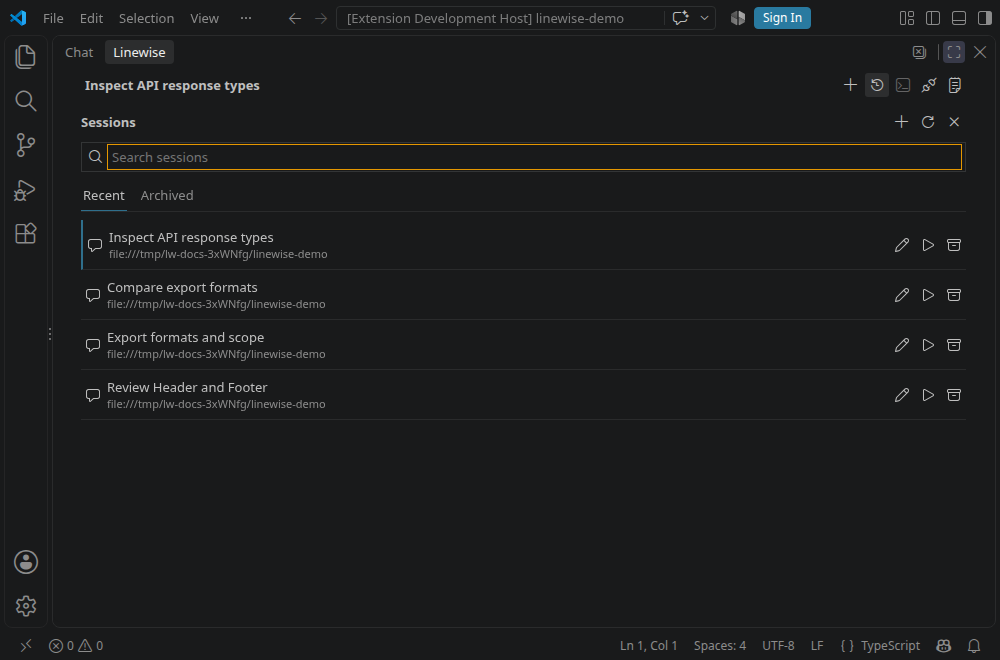 File Edit Selection View ··· [Extension Development Host] linewise-demo Sign In
Chat Linewise
Inspect API response types
Sessions
Search sessions
Recent Archived
Inspect API response types
file:///tmp/lw-docs-3xWNfg/linewise-demo
Compare export formats
file:///tmp/lw-docs-3xWNfg/linewise-demo
Export formats and scope
file:///tmp/lw-docs-3xWNfg/linewise-demo
Review Header and Footer
file:///tmp/lw-docs-3xWNfg/linewise-demo
0 0 Ln 1, Col 1 Spaces: 4 UTF-8 LF { } TypeScript